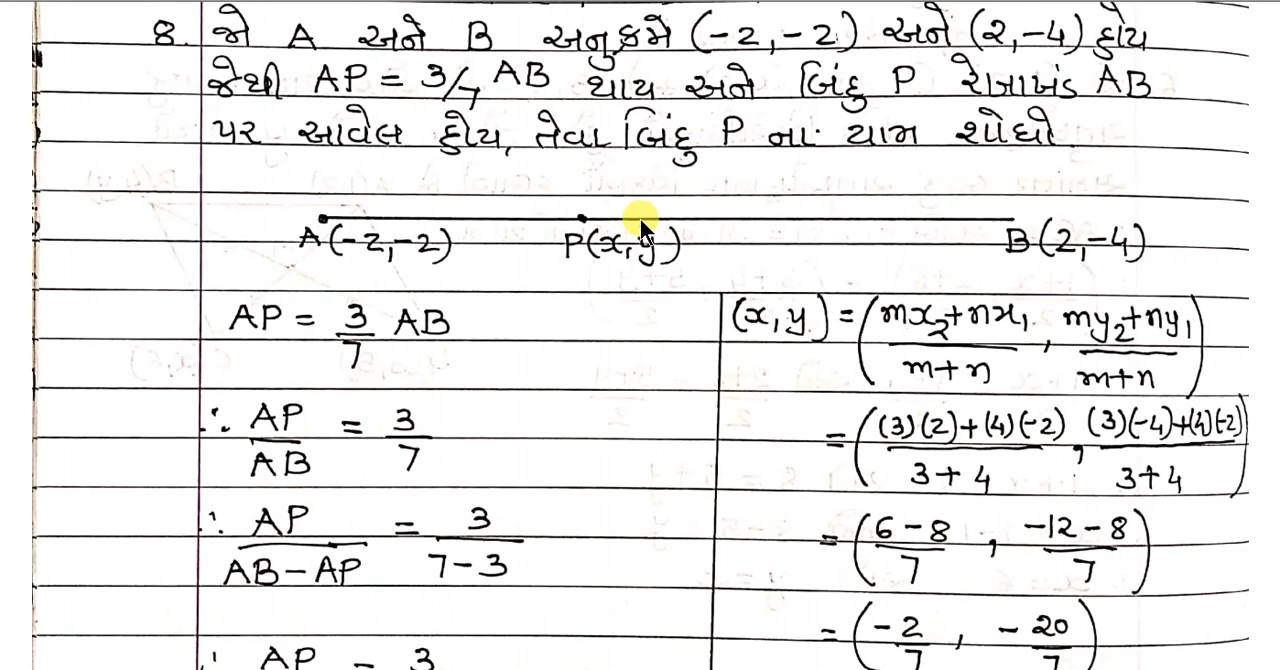 8. જો A અને B અનુક્રમે (-2,-2) અને (2,-4) હોય
જેથી AP = 3/7 AB થાય અને બિંદુ P રેખાખંડ AB
પર આવેલ હોય, તેવા બિંદુ P ના યામ શોધો.
A(-2,-2) P(x,y) B(2,-4)
AP = 3/7 AB
∴ AP/AB = 3/7
∴ AP/(AB-AP) = 3/(7-3)
∴ AP = 3
(x,y) = ((mx₂+nx₁)/(m+n), (my₂+ny₁)/(m+n))
= (((3)(2)+(4)(-2))/(3+4), ((3)(-4)+(4)(-2))/(3+4))
= ((6-8)/7, (-12-8)/7)
= (-2/7, -20/7)